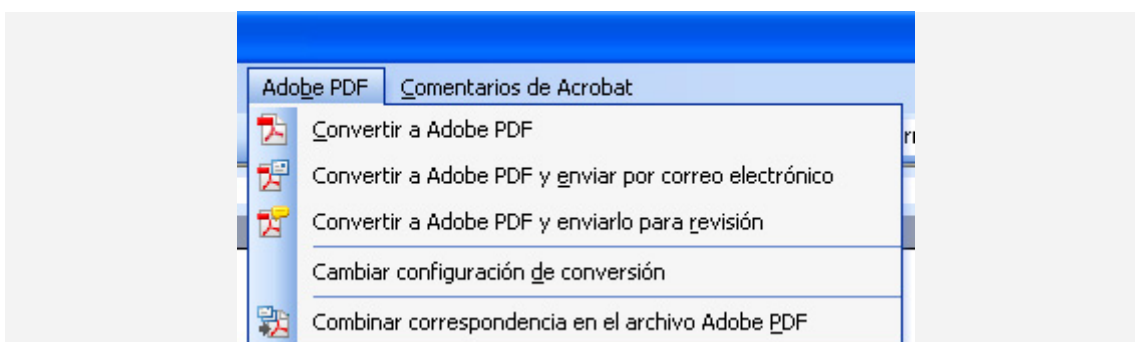 Adobe PDF Comentarios de Acrobat
Convertir a Adobe PDF
Convertir a Adobe PDF y enviar por correo electrónico
Convertir a Adobe PDF y enviarlo para revisión
Cambiar configuración de conversión
Combinar correspondencia en el archivo Adobe PDF